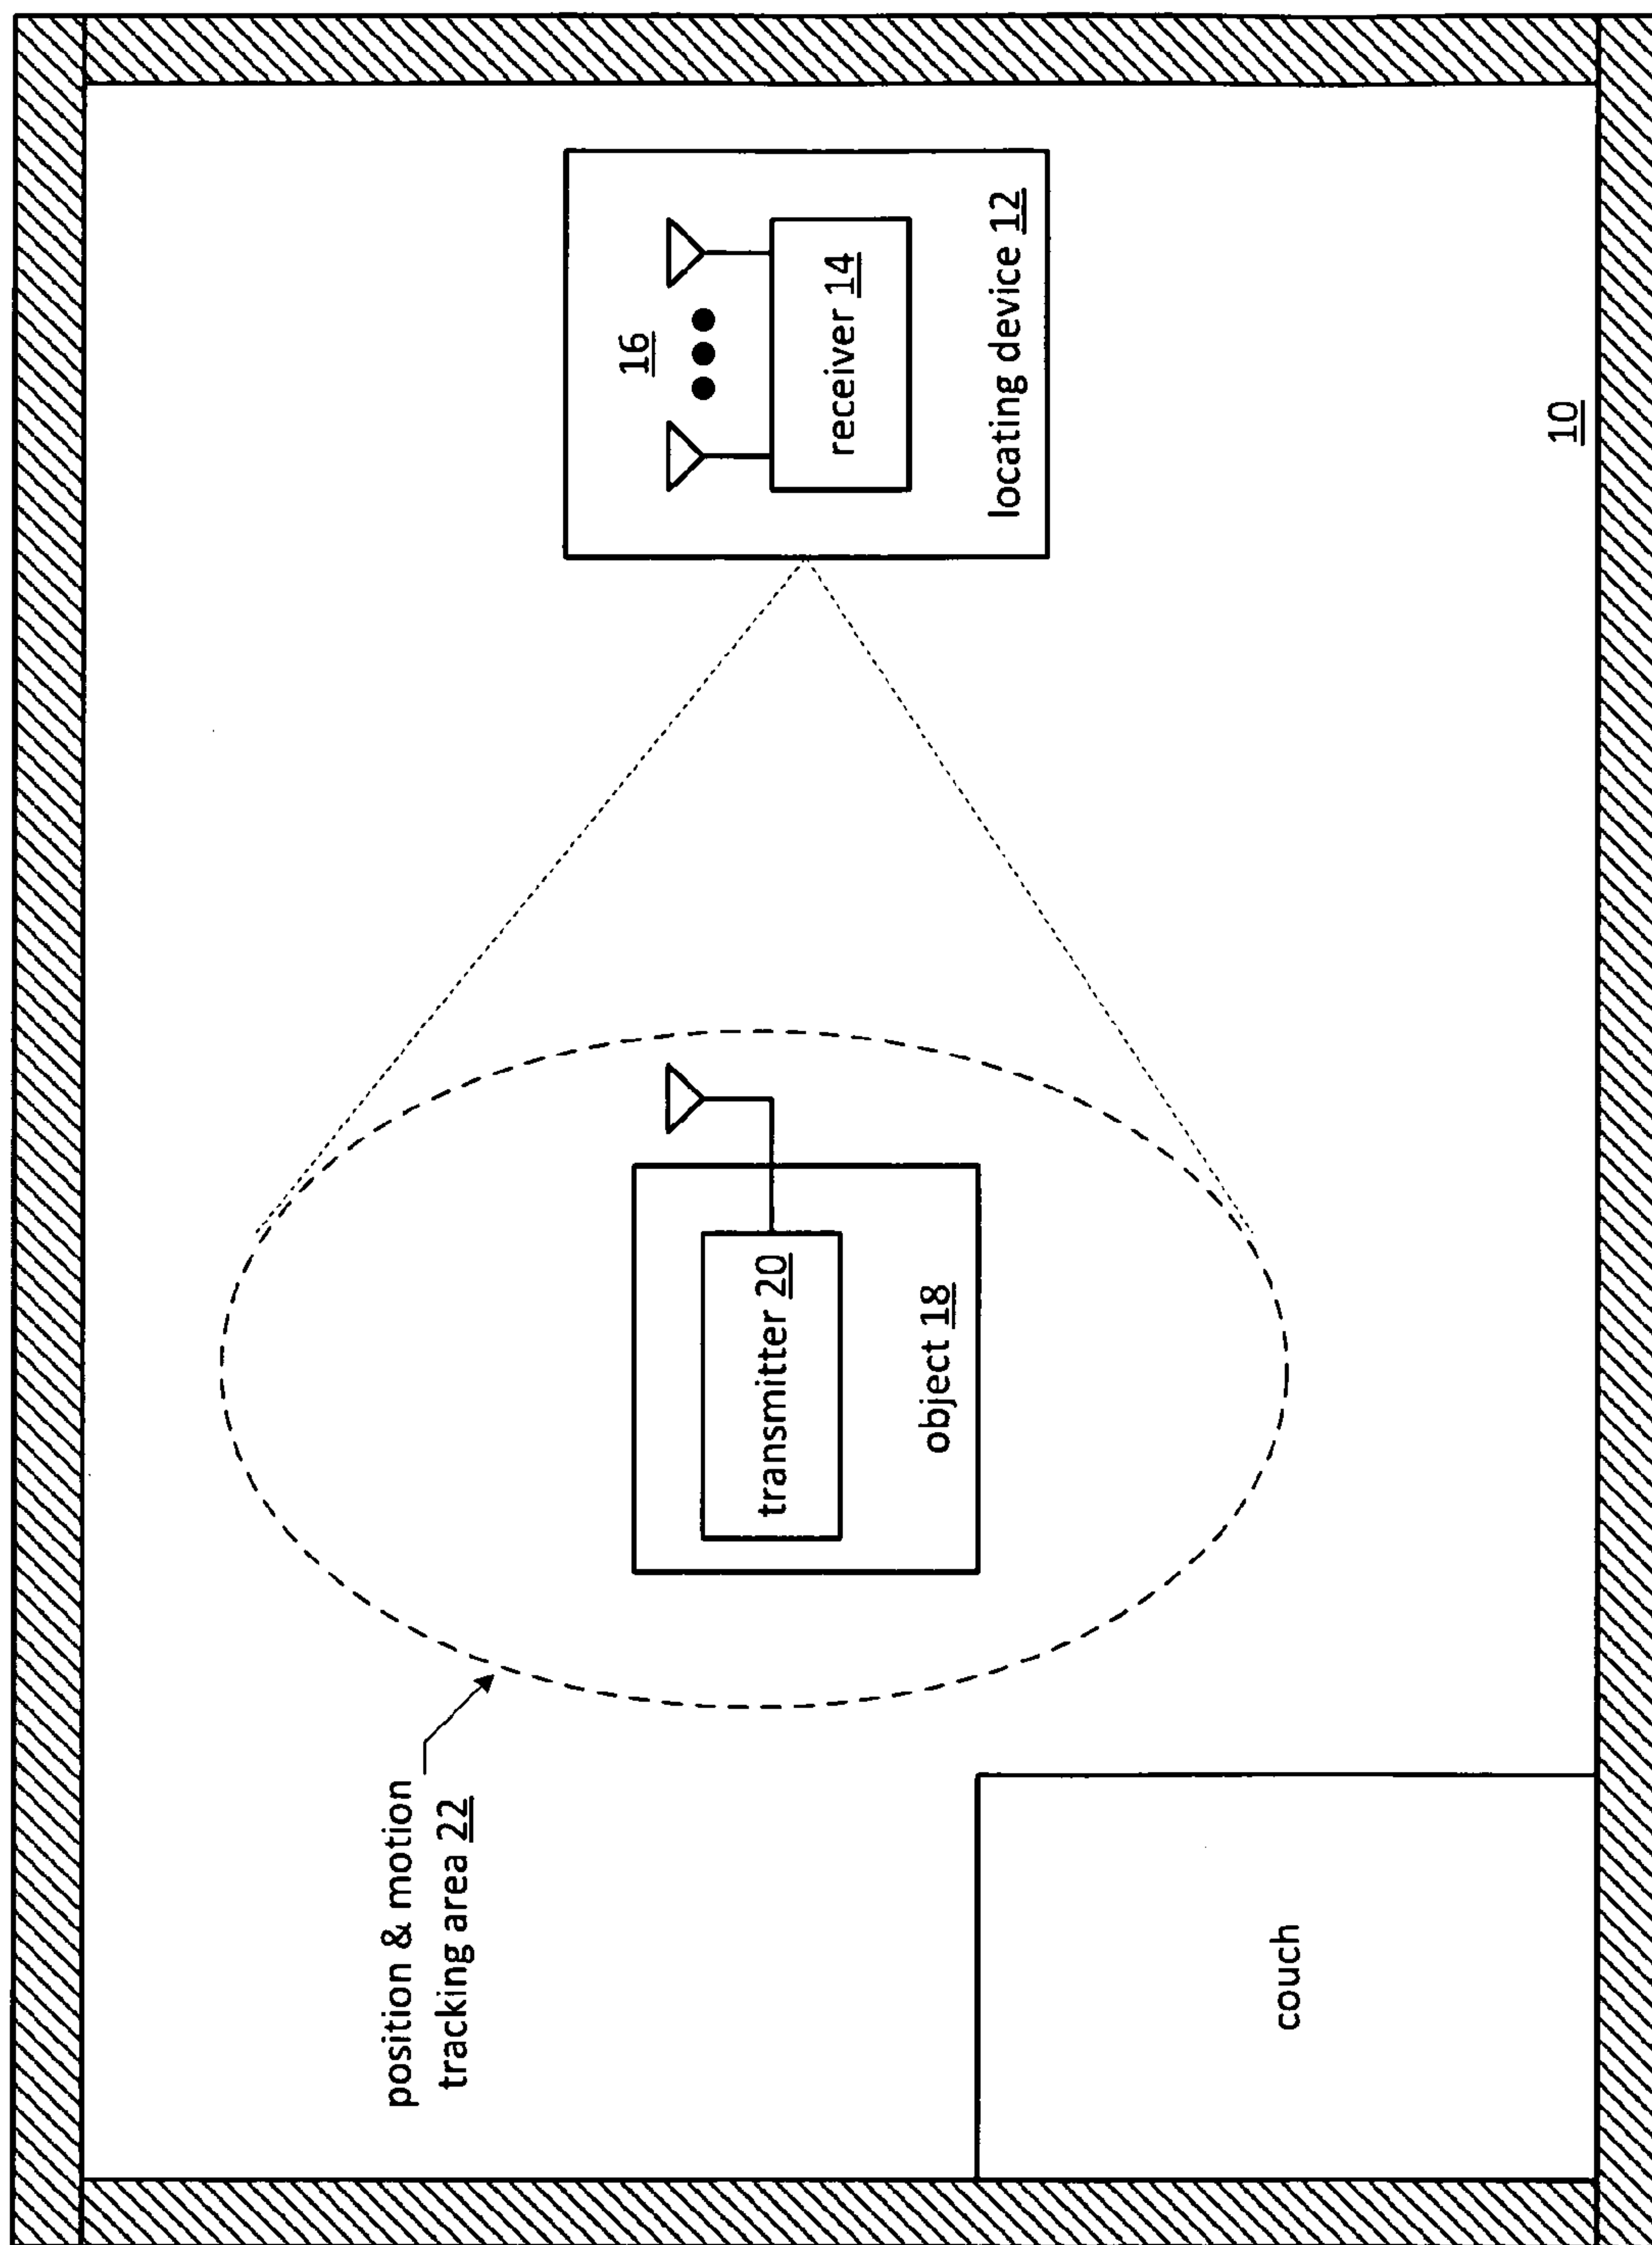 position & motion
tracking area 22
transmitter 20
object 18
16
receiver 14
locating device 12
couch
10